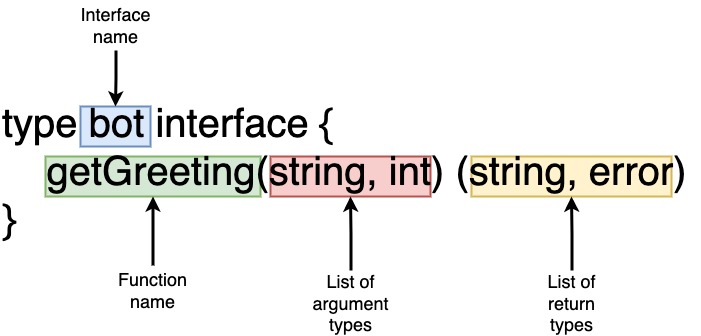 Interface
name
type bot interface {
getGreeting(string, int) (string, error)
}
Function
name
List of
argument
types
List of
return
types